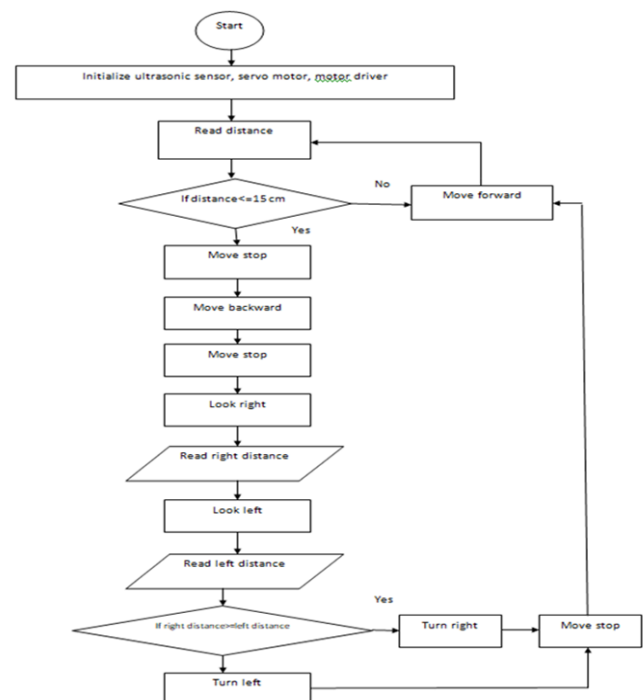 Start
Initialize ultrasonic sensor, servo motor, motor driver
Read distance
If distance<=15 cm
No
Move forward
Yes
Move stop
Move backward
Move stop
Look right
Read right distance
Look left
Read left distance
Yes
If right distance>=left distance
Turn right
Move stop
Turn left